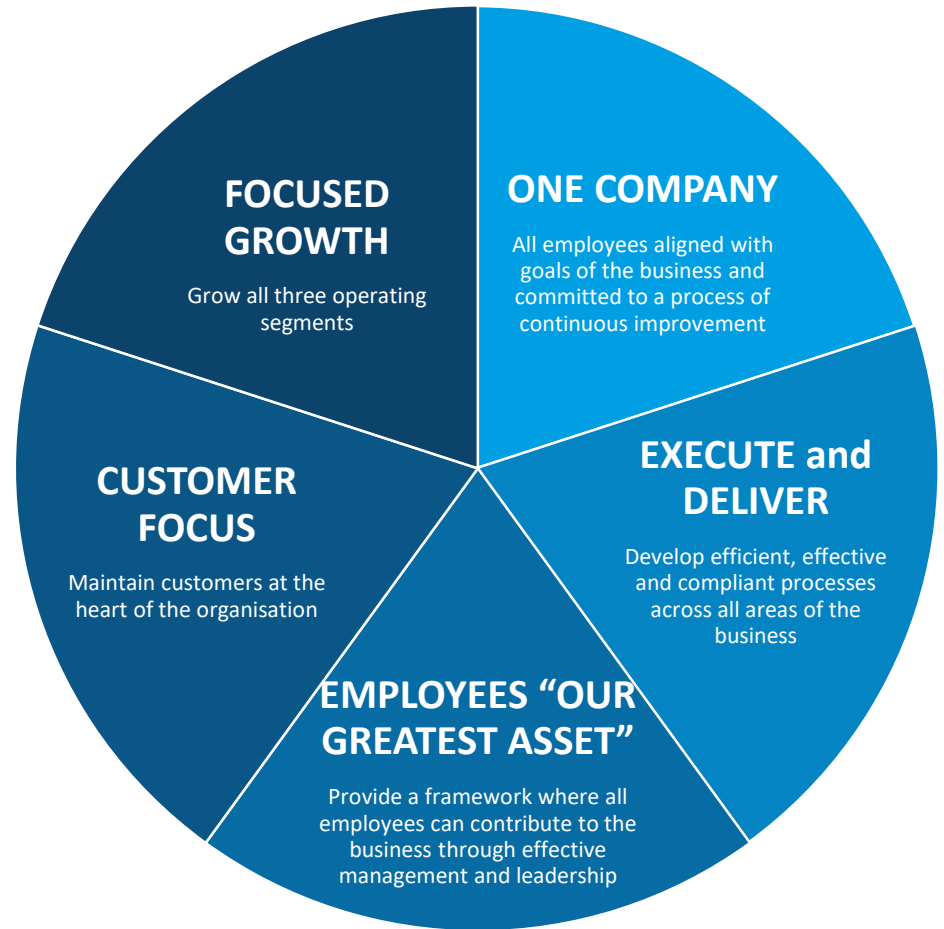 FOCUSED
GROWTH
Grow all three operating
segments
ONE COMPANY
All employees aligned with
goals of the business and
committed to a process of
continuous improvement
EXECUTE and
DELIVER
Develop efficient, effective
and compliant processes
across all areas of the
business
CUSTOMER
FOCUS
Maintain customers at the
heart of the organisation
EMPLOYEES “OUR
GREATEST ASSET”
Provide a framework where all
employees can contribute to the
business through effective
management and leadership